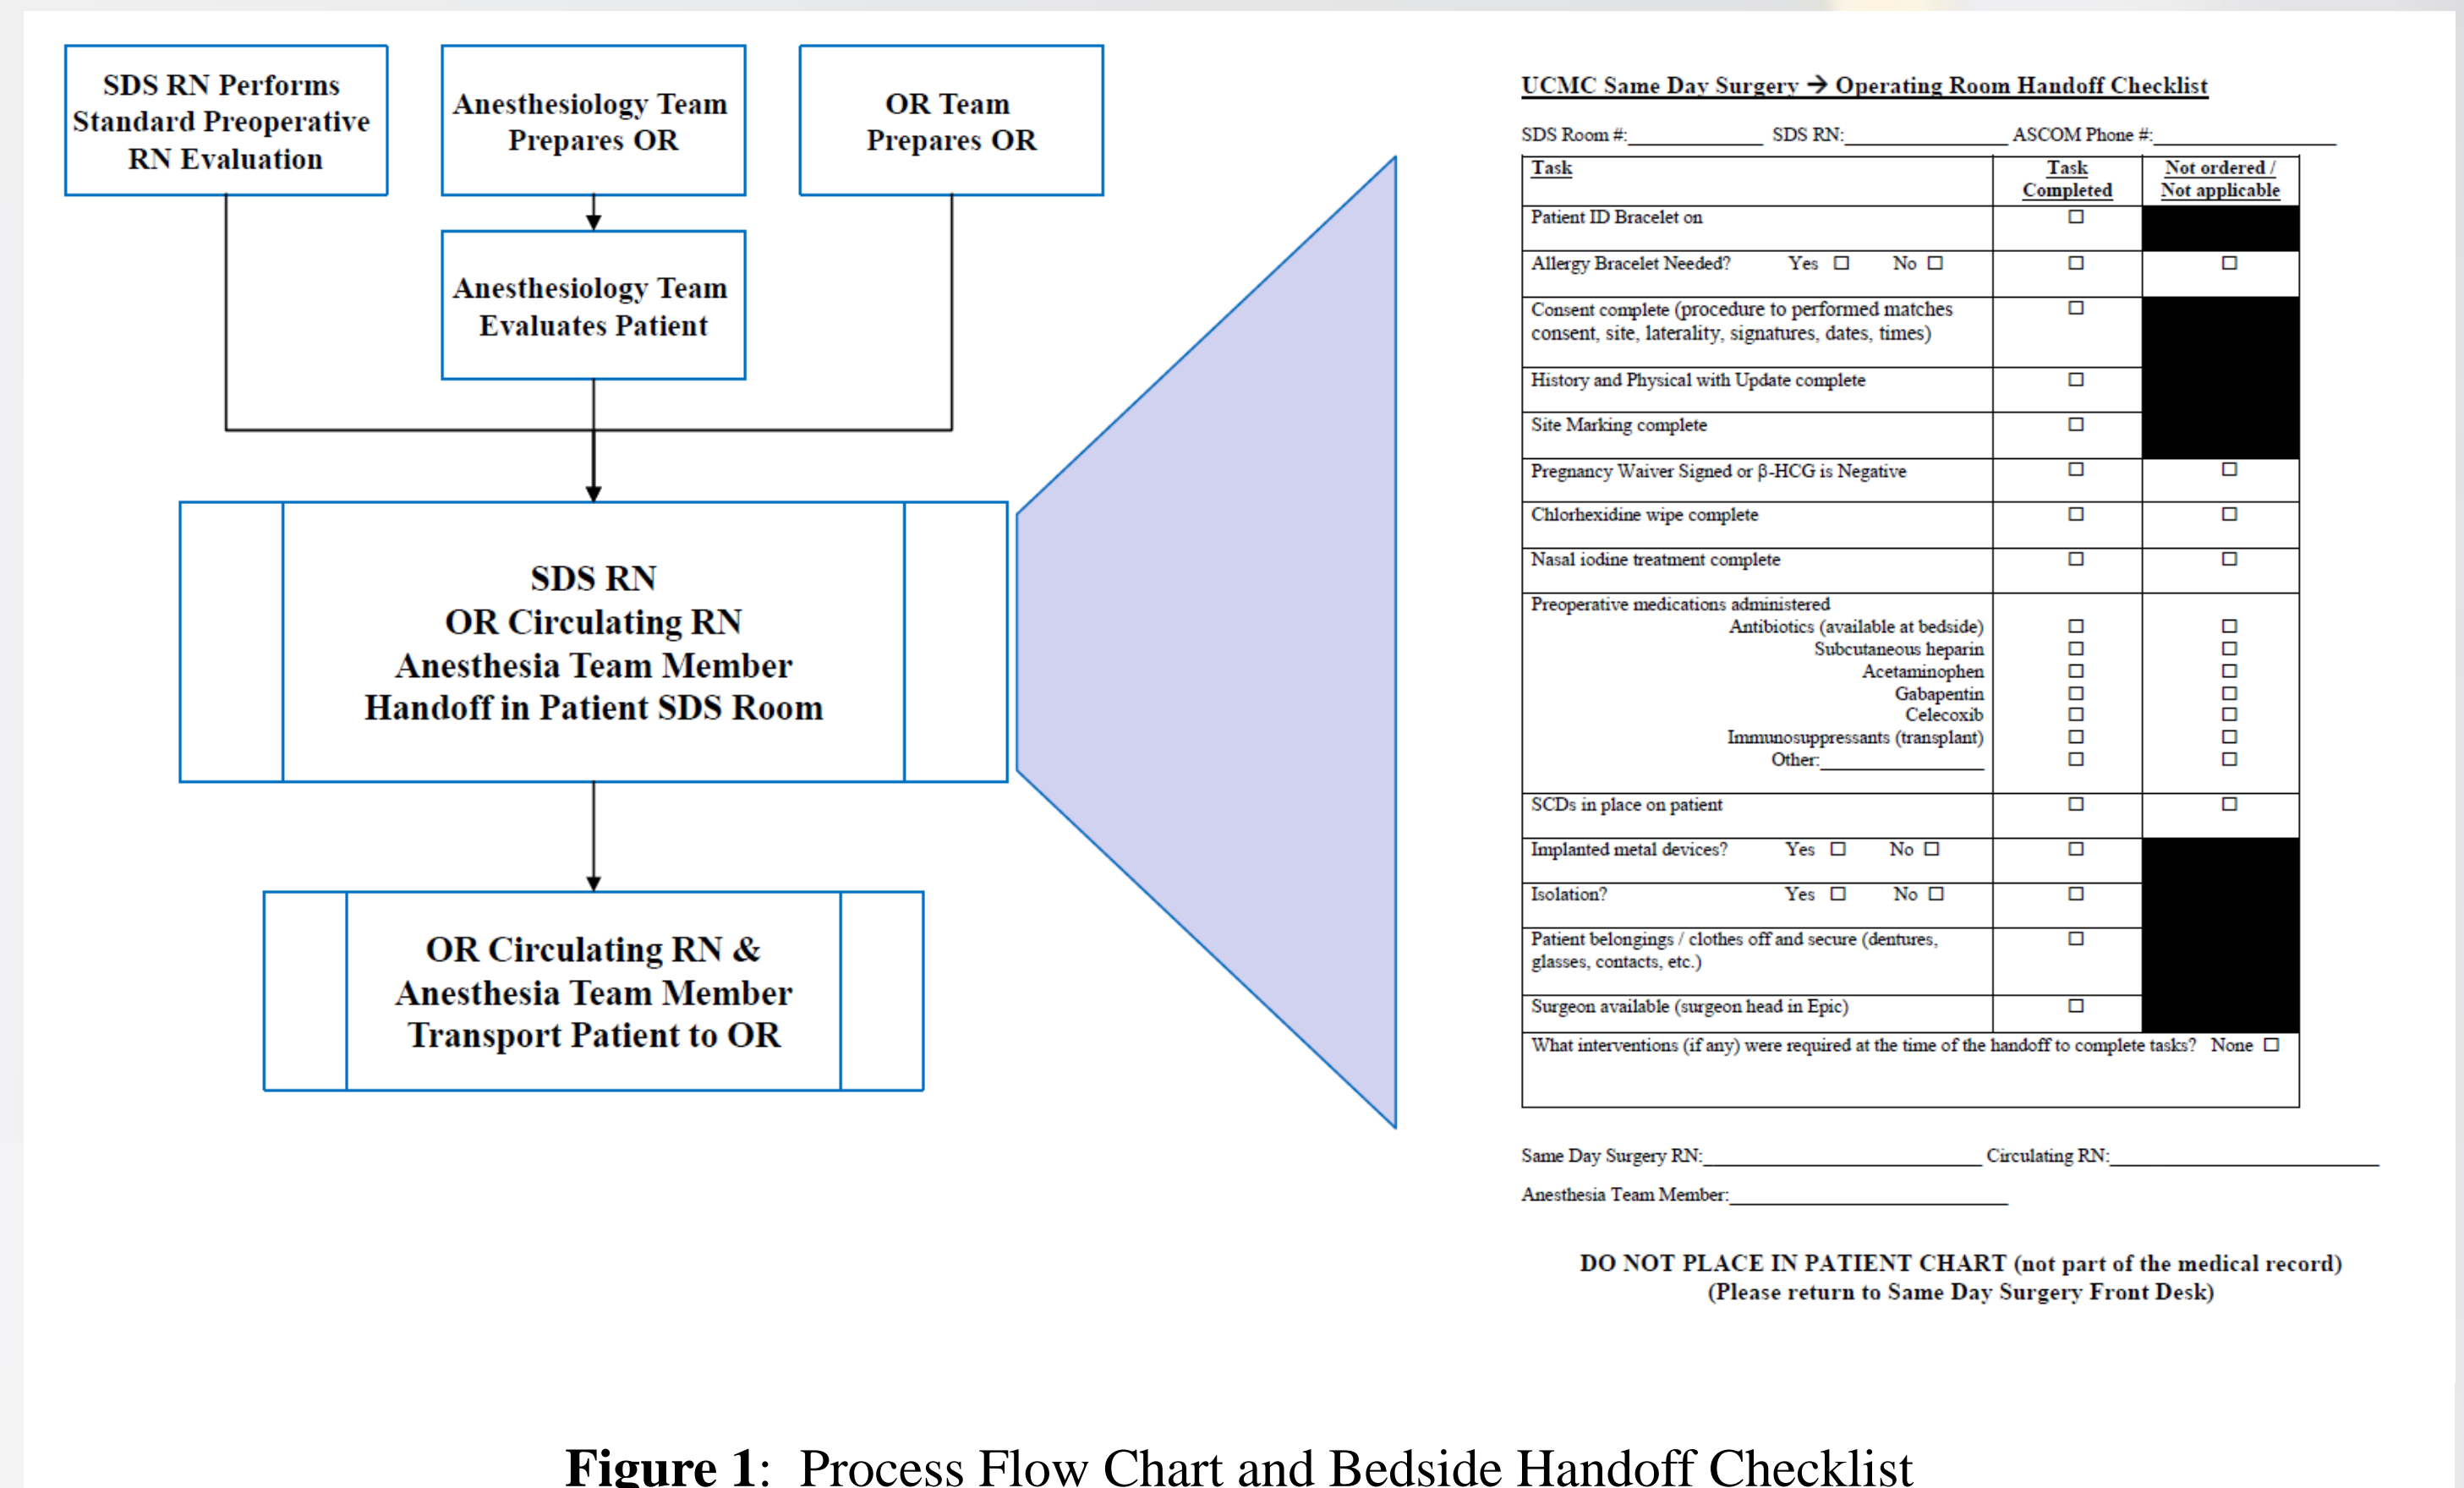 SDS RN Performs
Standard Preoperative
RN Evaluation
Anesthesiology Team
Prepares OR
OR Team
Prepares OR
Anesthesiology Team
Evaluates Patient
SDS RN
OR Circulating RN
Anesthesia Team Member
Handoff in Patient SDS Room
OR Circulating RN &
Anesthesia Team Member
Transport Patient to OR
UCMC Same Day Surgery → Operating Room Handoff Checklist
SDS Room #:____________ SDS RN:______________ ASCOM Phone #:________________
Task
Task
Completed
Not ordered /
Not applicable
Patient ID Bracelet on ☐
Allergy Bracelet Needed? Yes ☐ No ☐ ☐ ☐
Consent complete (procedure to performed matches ☐
consent, site, laterality, signatures, dates, times)
History and Physical with Update complete ☐
Site Marking complete ☐
Pregnancy Waiver Signed or β-HCG is Negative ☐ ☐
Chlorhexidine wipe complete ☐ ☐
Nasal iodine treatment complete ☐ ☐
Preoperative medications administered
Antibiotics (available at bedside) ☐ ☐
Subcutaneous heparin ☐ ☐
Acetaminophen ☐ ☐
Gabapentin ☐ ☐
Celecoxib ☐ ☐
Immunosuppressants (transplant) ☐ ☐
Other:______________ ☐ ☐
SCDs in place on patient ☐ ☐
Implanted metal devices? Yes ☐ No ☐ ☐
Isolation? Yes ☐ No ☐ ☐
Patient belongings / clothes off and secure (dentures, ☐
glasses, contacts, etc.)
Surgeon available (surgeon head in Epic) ☐
What interventions (if any) were required at the time of the handoff to complete tasks? None ☐
Same Day Surgery RN:________________________ Circulating RN:________________________
Anesthesia Team Member:________________________
DO NOT PLACE IN PATIENT CHART (not part of the medical record)
(Please return to Same Day Surgery Front Desk)
Figure 1: Process Flow Chart and Bedside Handoff Checklist